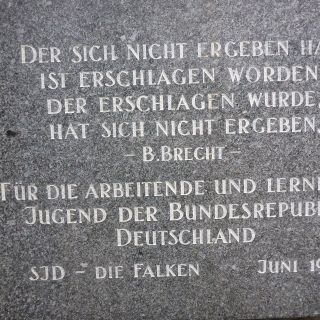 DER SICH NICHT ERGEBEN HA
IST ERSCHLAGEN WORDEN
DER ERSCHLAGEN WURDE,
HAT SICH NICHT ERGEBEN.
– B. BRECHT –
FÜR DIE ARBEITENDE UND LERN
JUGEND DER BUNDESREPUB
DEUTSCHLAND
SJD – DIE FALKEN JUNI 19